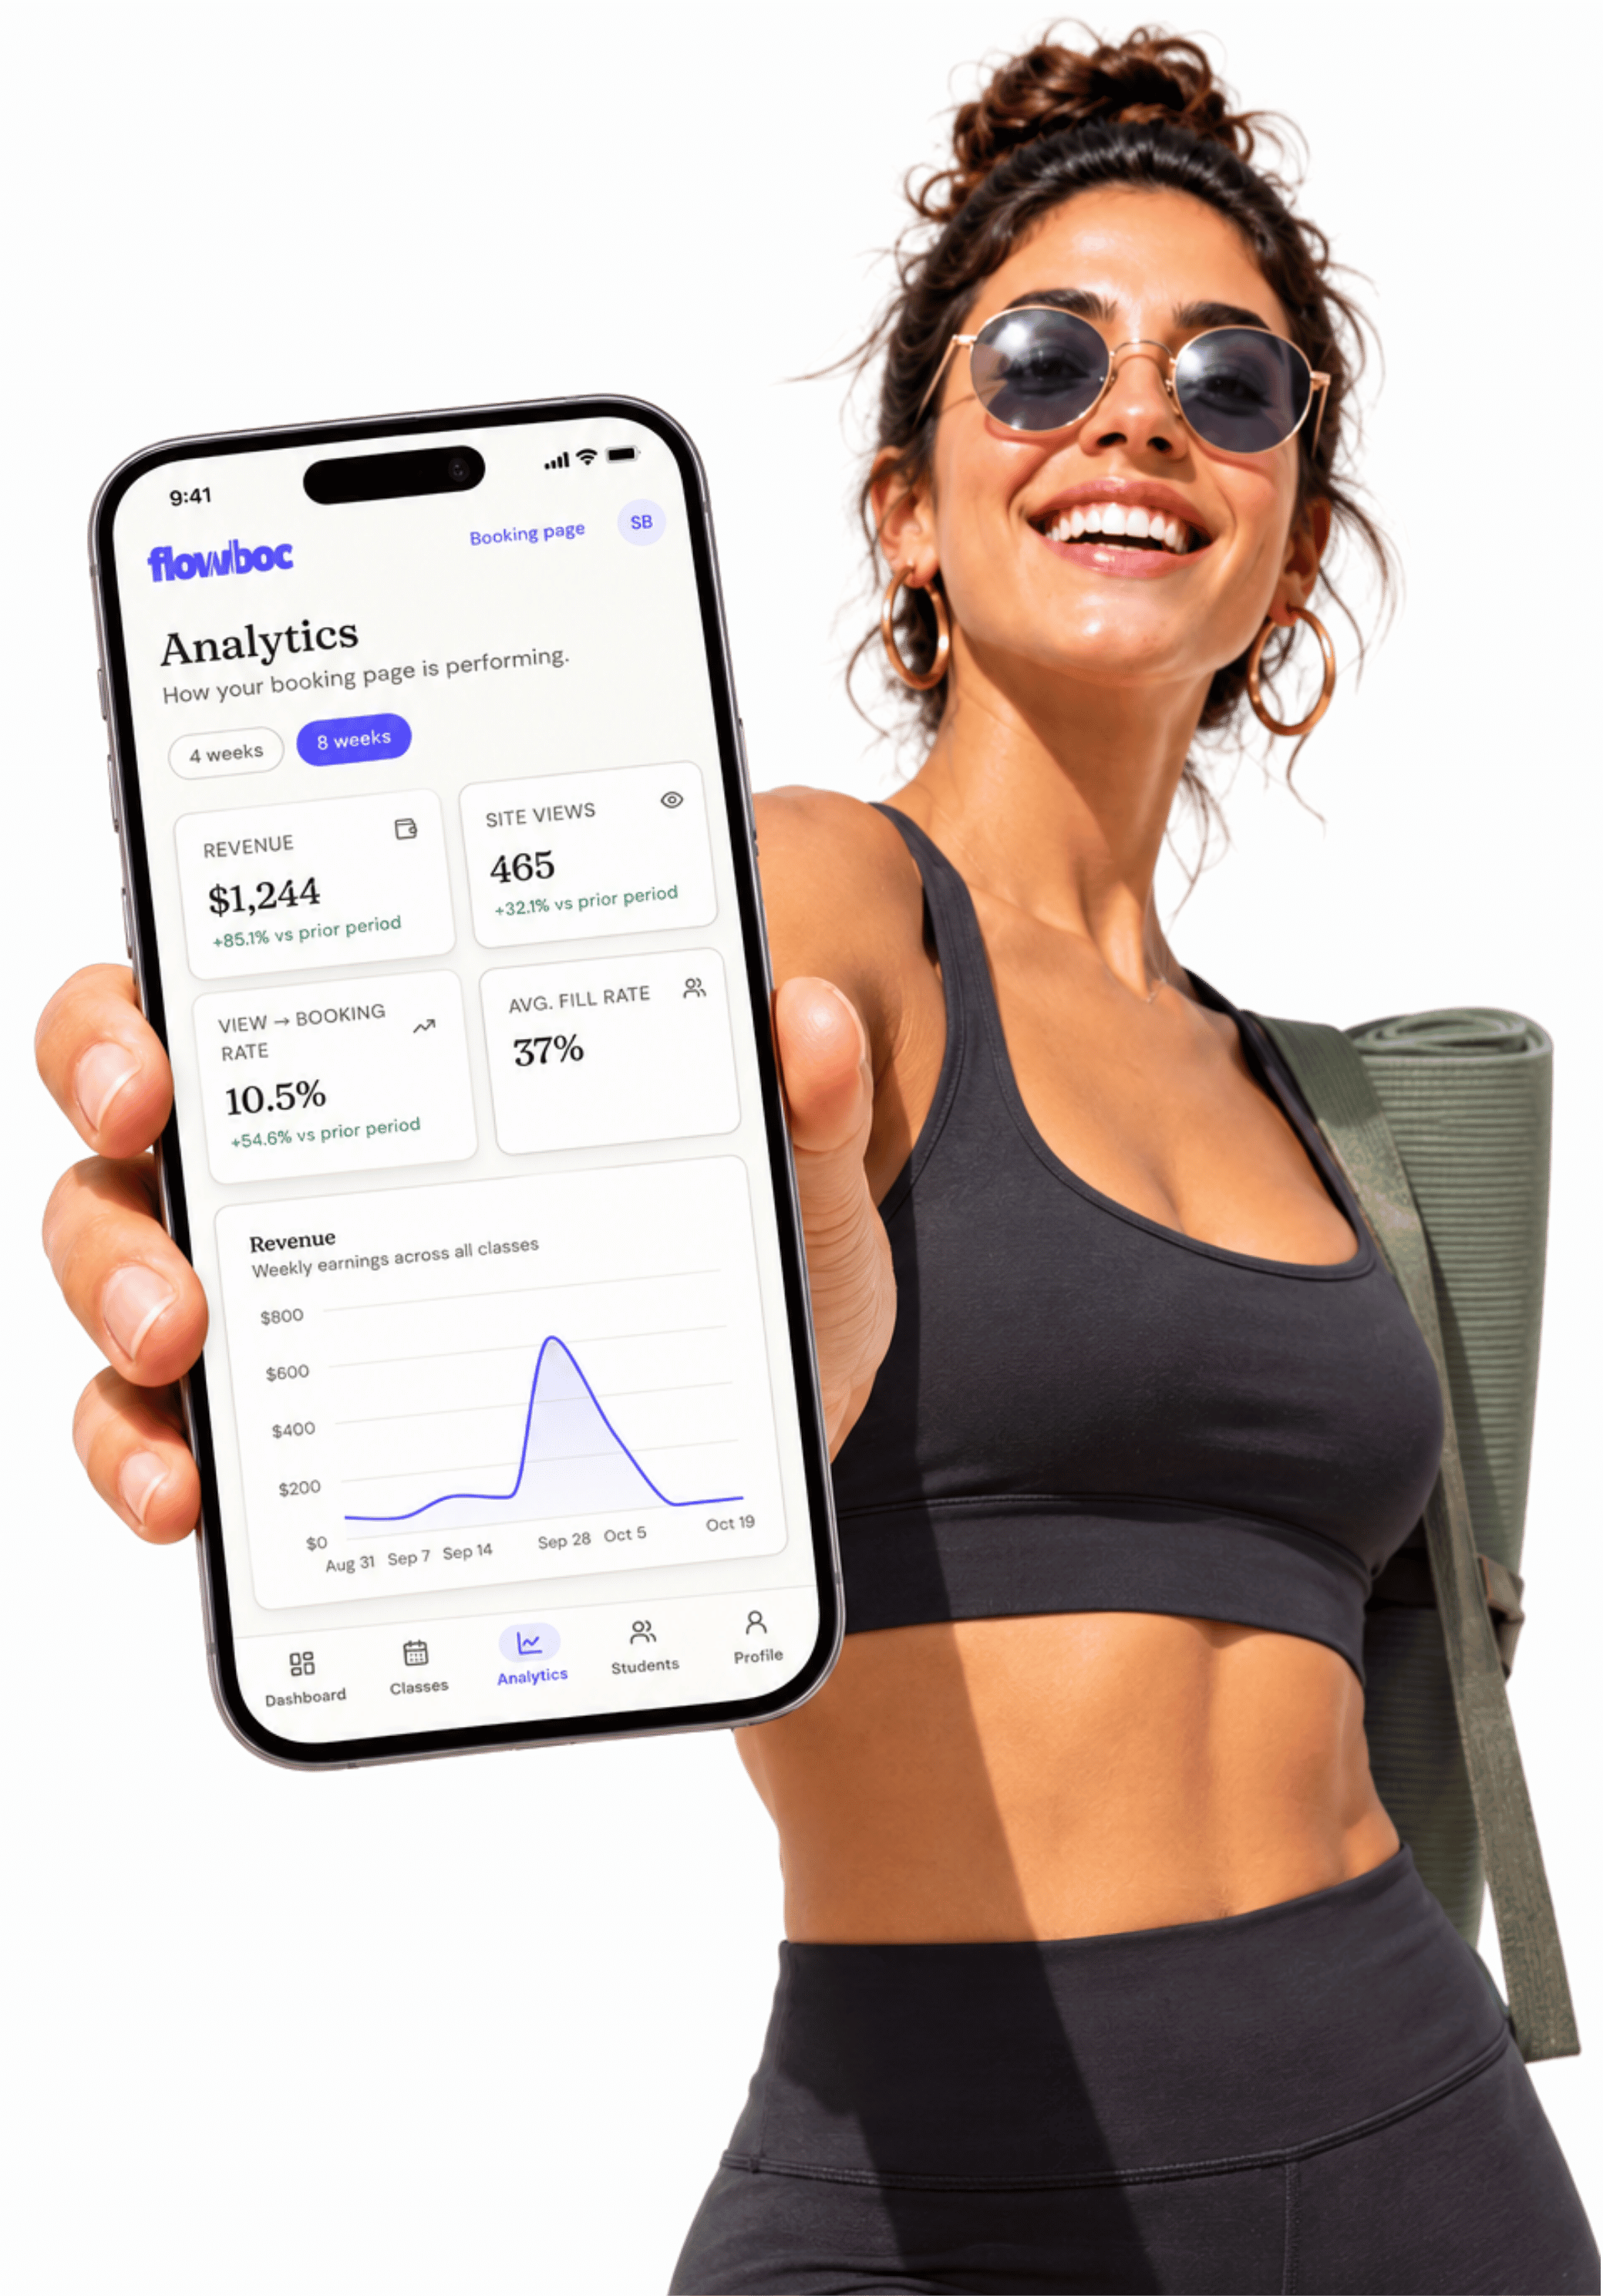 9:41
flowboc
Booking page
SB
Analytics
How your booking page is performing.
4 weeks
8 weeks
REVENUE
$1,244
+85.1% vs prior period
SITE VIEWS
465
+32.1% vs prior period
VIEW → BOOKING
RATE
10.5%
+54.6% vs prior period
AVG. FILL RATE
37%
Revenue
Weekly earnings across all classes
$800
$600
$400
$200
$0
Aug 31 Sep 7 Sep 14 Sep 28 Oct 5 Oct 19
Dashboard
Classes
Analytics
Students
Profile